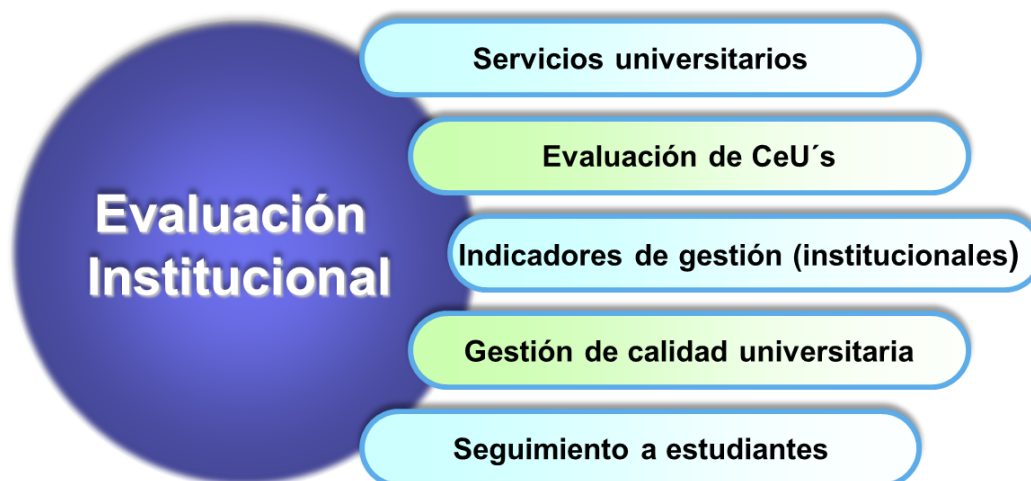 Evaluación
Institucional
Servicios universitarios
Evaluación de CeU´s
Indicadores de gestión (institucionales)
Gestión de calidad universitaria
Seguimiento a estudiantes